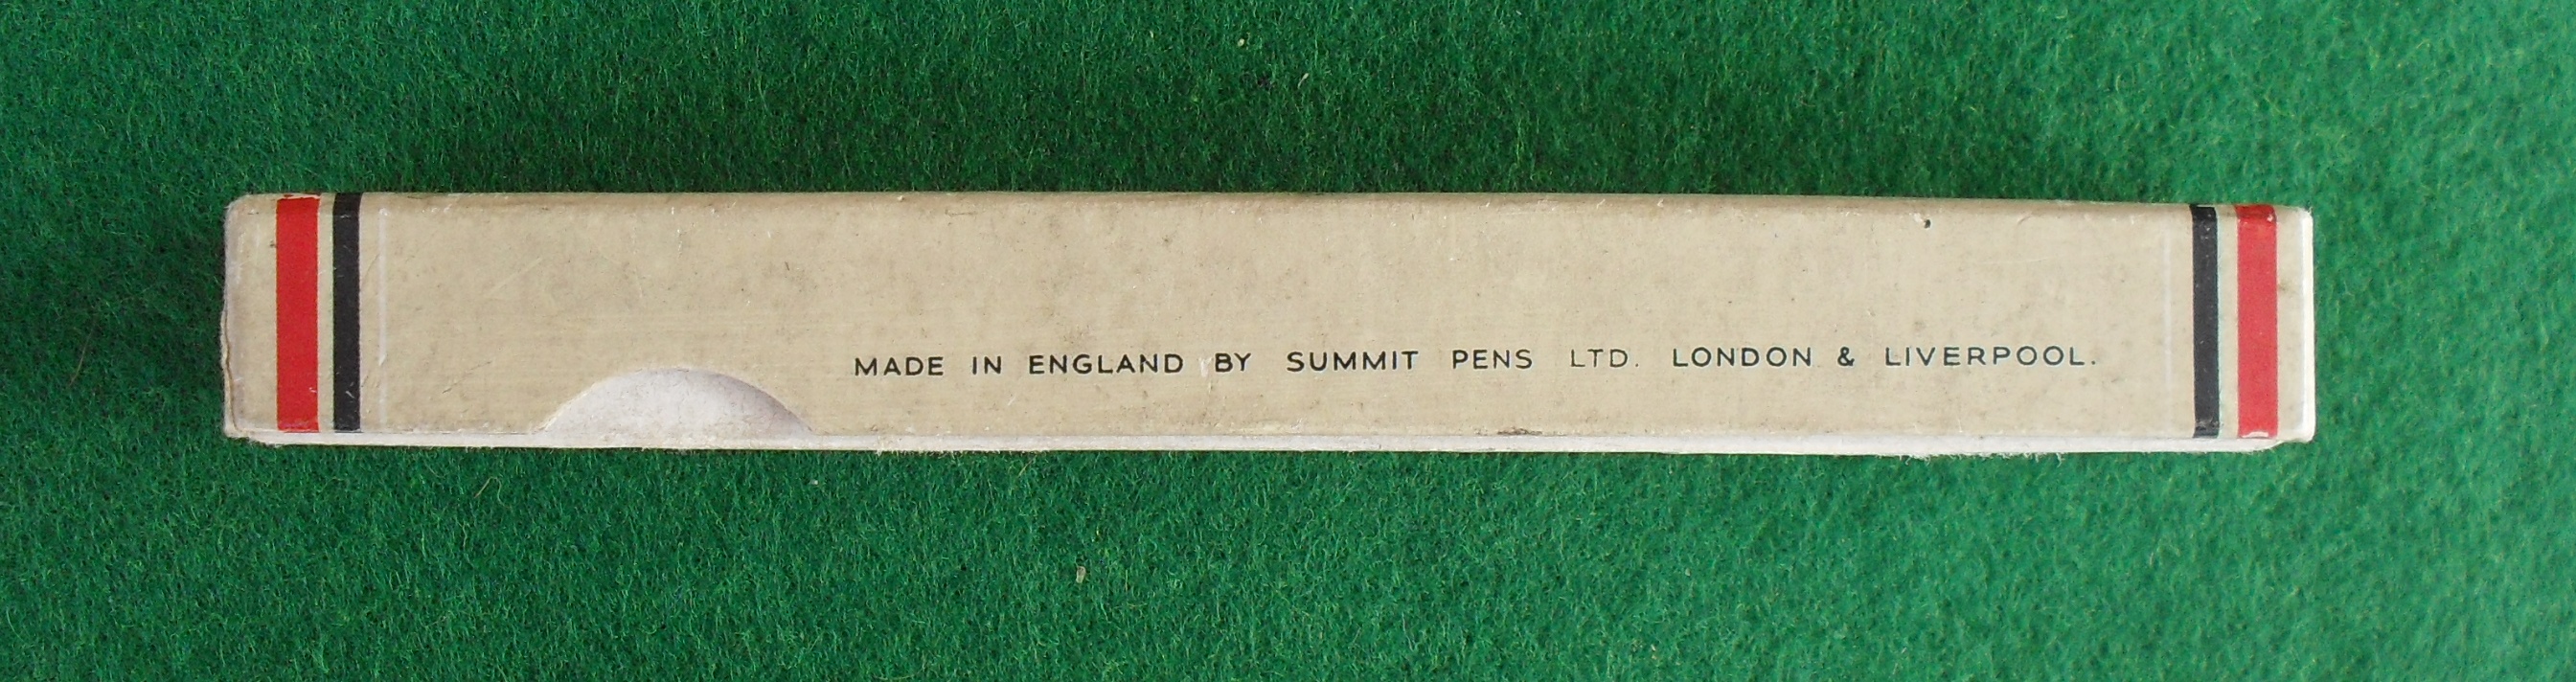 MADE IN ENGLAND BY SUMMIT PENS LTD. LONDON & LIVERPOOL.